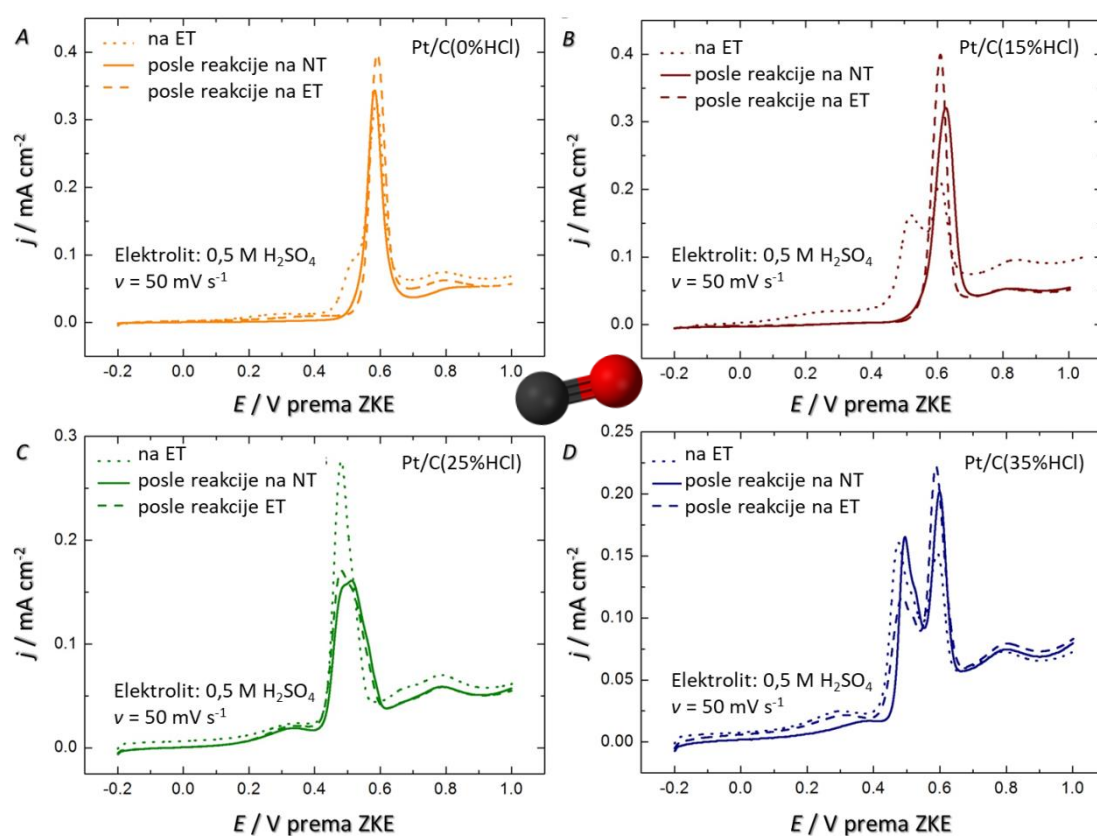 A
na ET
posle reakcije na NT
posle reakcije na ET
Pt/C(0%HCl)
Elektrolit: 0,5 M H₂SO₄
v = 50 mV s⁻¹
j / mA cm⁻²
0.4
0.3
0.2
0.1
0.0
-0.2 0.0 0.2 0.4 0.6 0.8 1.0
E / V prema ZKE
B
na ET
posle reakcije na NT
posle reakcije na ET
Pt/C(15%HCl)
Elektrolit: 0,5 M H₂SO₄
v = 50 mV s⁻¹
j / mA cm⁻²
0.4
0.3
0.2
0.1
0.0
-0.2 0.0 0.2 0.4 0.6 0.8 1.0
E / V prema ZKE
C
na ET
posle reakcije na NT
posle reakcije ET
Pt/C(25%HCl)
Elektrolit: 0,5 M H₂SO₄
v = 50 mV s⁻¹
j / mA cm⁻²
0.3
0.2
0.1
0.0
-0.2 0.0 0.2 0.4 0.6 0.8 1.0
E / V prema ZKE
D
na ET
posle reakcije na NT
posle reakcije na ET
Pt/C(35%HCl)
Elektrolit: 0,5 M H₂SO₄
v = 50 mV s⁻¹
j / mA cm⁻²
0.25
0.20
0.15
0.10
0.05
0.00
-0.2 0.0 0.2 0.4 0.6 0.8 1.0
E / V prema ZKE